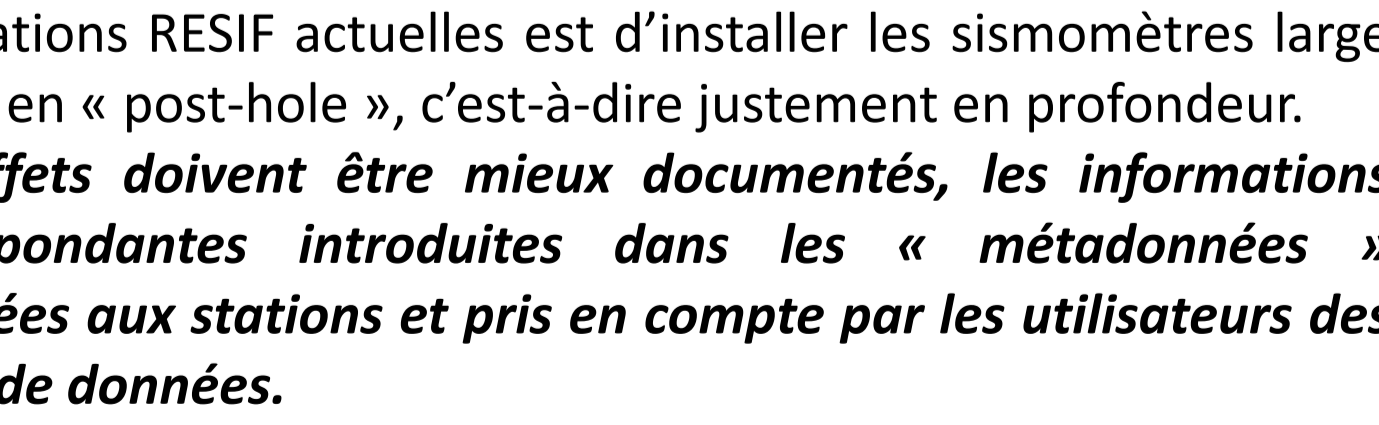 ations RESIF actuelles est d’installer les sismomètres large
en « post-hole », c’est-à-dire justement en profondeur.
ffets doivent être mieux documentés, les informations
pondantes introduites dans les « métadonnées »
ées aux stations et pris en compte par les utilisateurs des
de données.